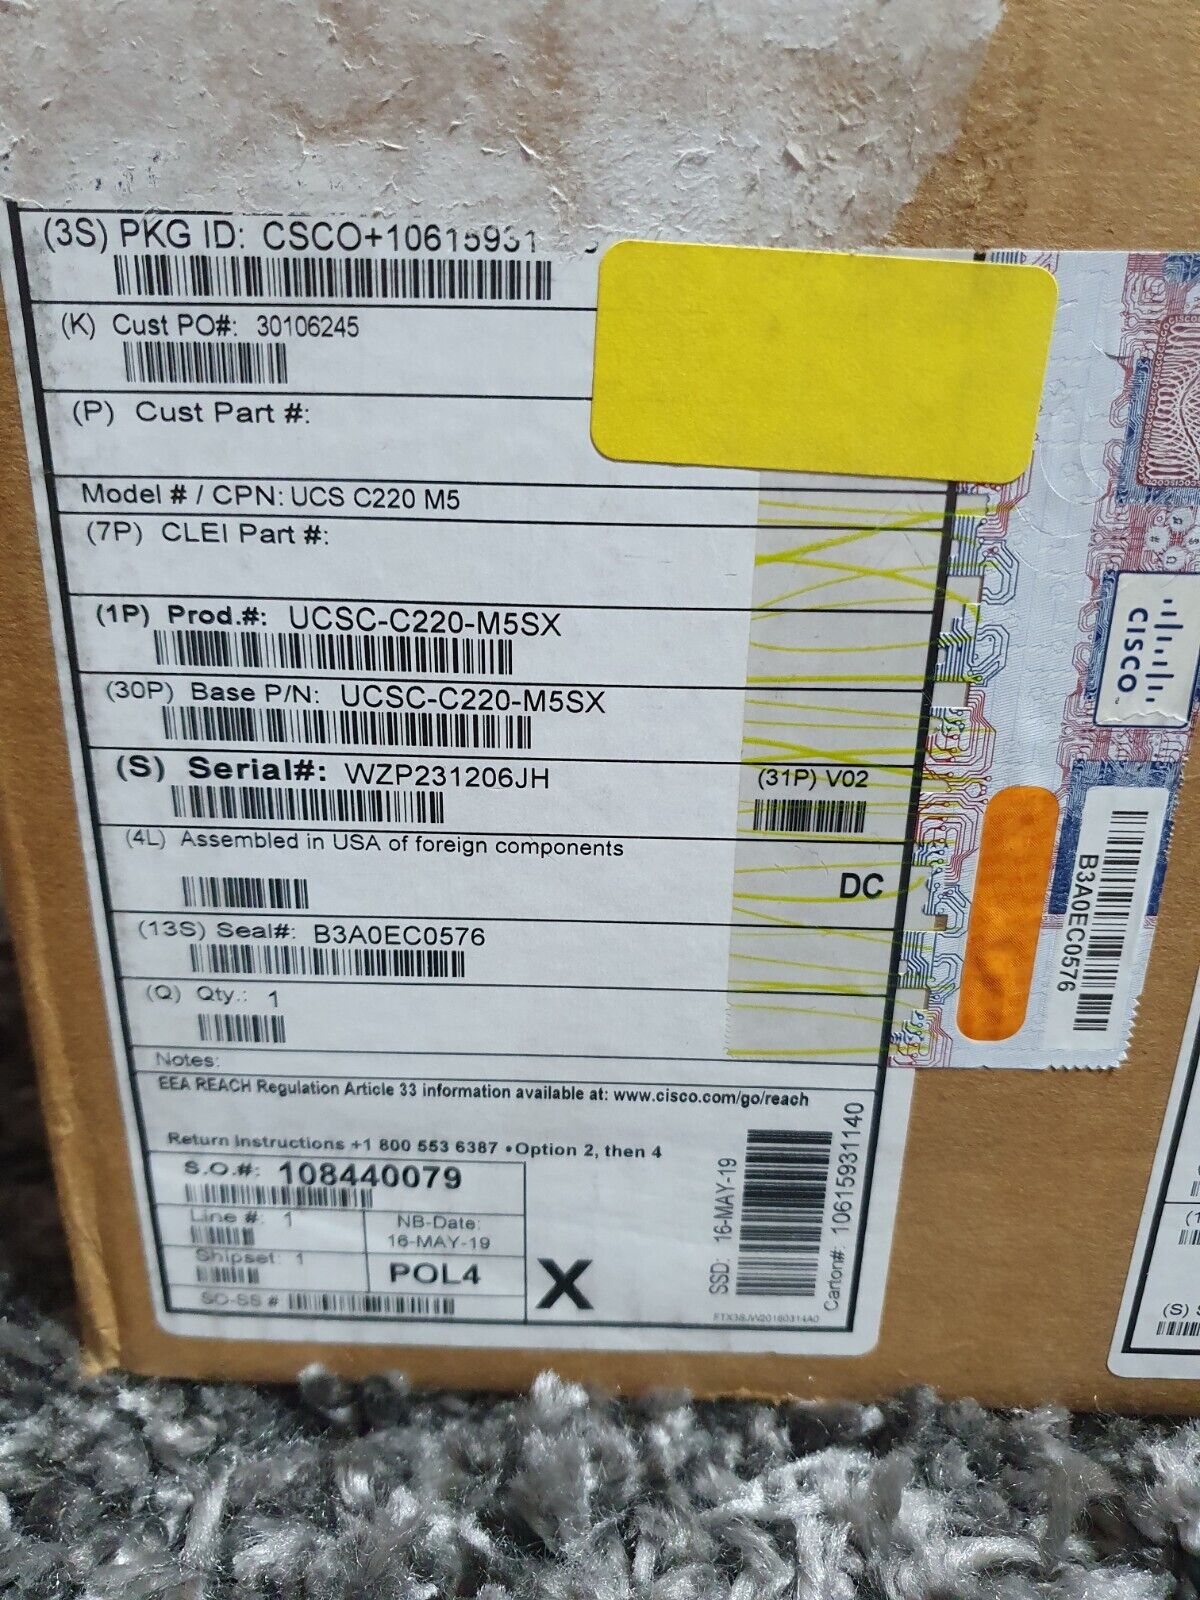 (3S) PKG ID: CSCO+10615931
(K) Cust PO#: 30106245
(P) Cust Part #:
Model # / CPN: UCS C220 M5
(7P) CLEI Part #:
(1P) Prod.#: UCSC-C220-M5SX
(30P) Base P/N: UCSC-C220-M5SX
(S) Serial#: WZP231206JH
(31P) V02
(4L) Assembled in USA of foreign components
DC
(13S) Seal#: B3A0EC0576
(Q) Qty.: 1
Notes:
EEA REACH Regulation Article 33 information available at: www.cisco.com/go/reach
Return Instructions +1 800 553 6387 •Option 2, then 4
S.O.#: 108440079
Line #: 1
NB-Date:
16-MAY-19
Shipset: 1
POL4
SO-SS #
X
SSD: 16-MAY-19
Carton#: 10615931140
CISCO
B3A0EC0576
(1
(S) S